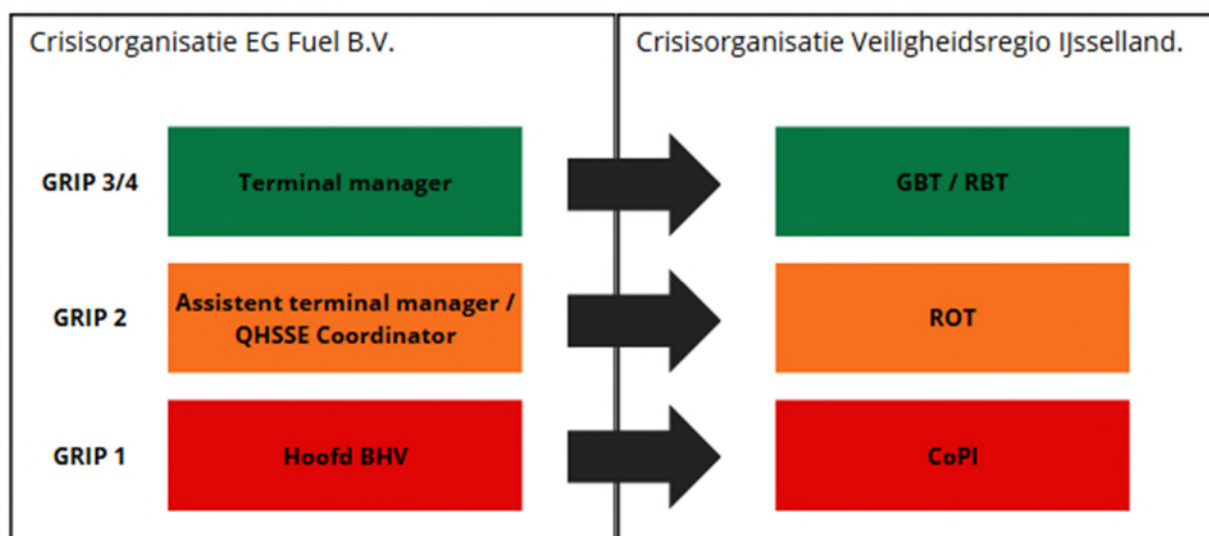 Crisisorganisatie EG Fuel B.V.
Crisisorganisatie Veiligheidsregio IJsselland.
GRIP 3/4
Terminal manager
GBT / RBT
GRIP 2
Assistent terminal manager /
QHSSE Coordinator
ROT
GRIP 1
Hoofd BHV
CoPI